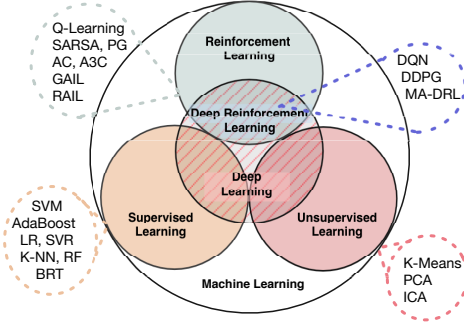 Q-Learning
SARSA, PG
AC, A3C
GAIL
RAIL
Reinforcement
Learning
DQN
DDPG
MA-DRL
Deep Reinforcement
Learning
Deep
Learning
SVM
AdaBoost
LR, SVR
K-NN, RF
BRT
Supervised
Learning
Unsupervised
Learning
K-Means
PCA
ICA
Machine Learning